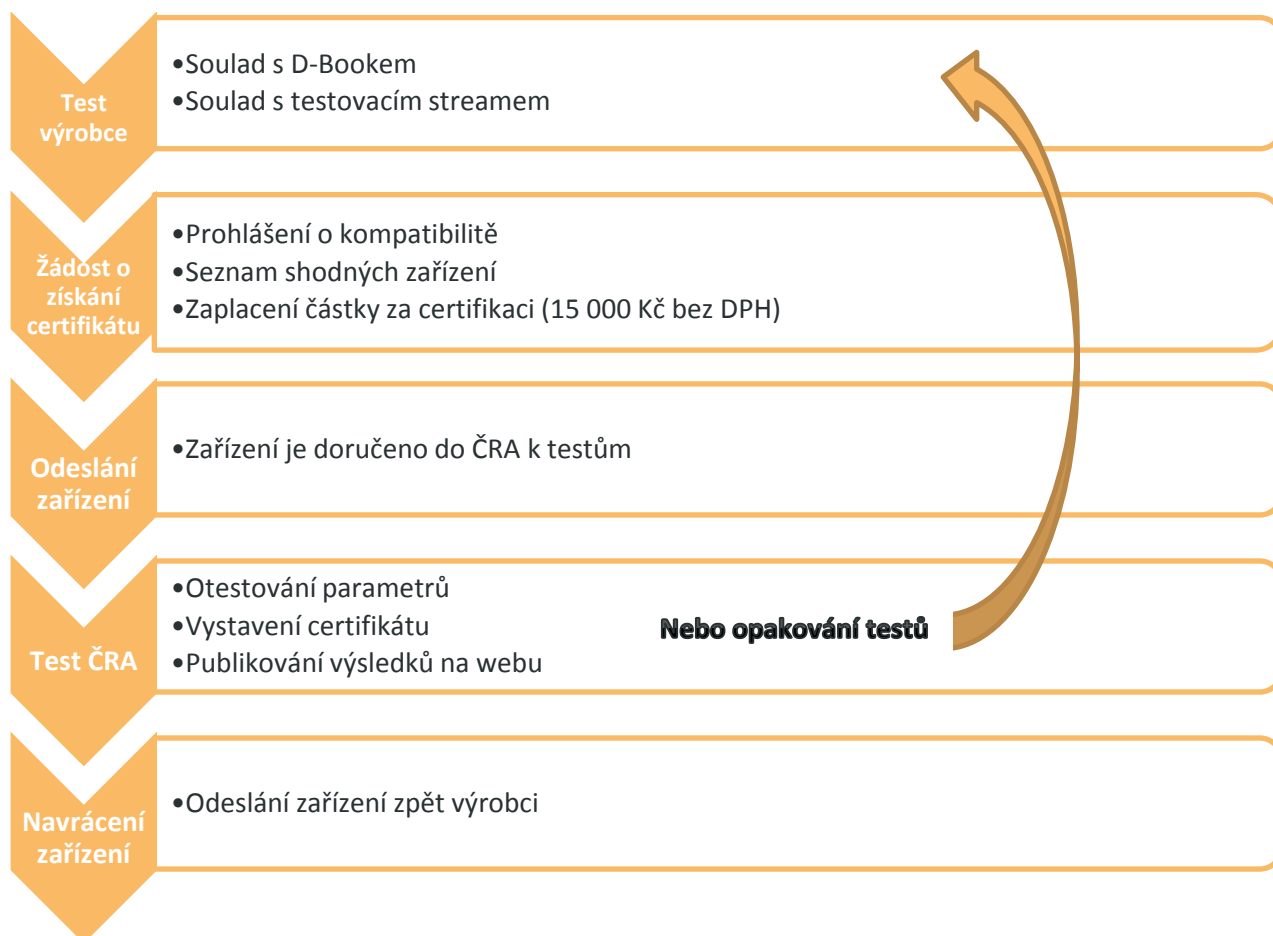 Test
výrobce
•Soulad s D-Bookem
•Soulad s testovacím streamem
Žádost o
získání
certifikátu
•Prohlášení o kompatibilitě
•Seznam shodných zařízení
•Zaplacení částky za certifikaci (15 000 Kč bez DPH)
Odeslání
zařízení
•Zařízení je doručeno do ČRA k testům
Test ČRA
•Otestování parametrů
•Vystavení certifikátu
•Publikování výsledků na webu
Nebo opakování testů
Navrácení
zařízení
•Odeslání zařízení zpět výrobci